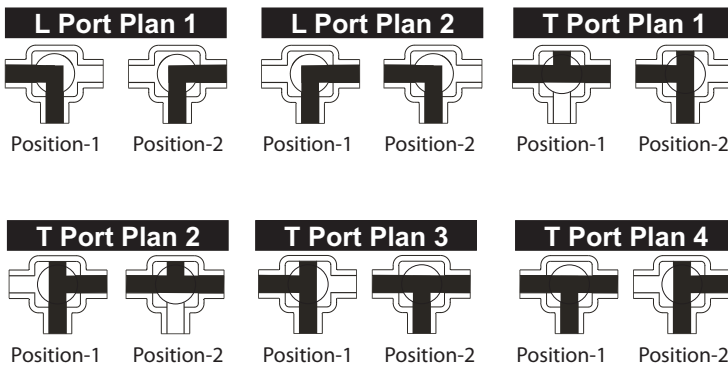 L Port Plan 1
L Port Plan 2
T Port Plan 1
Position-1 Position-2
Position-1 Position-2
Position-1 Position-2
T Port Plan 2
T Port Plan 3
T Port Plan 4
Position-1 Position-2
Position-1 Position-2
Position-1 Position-2